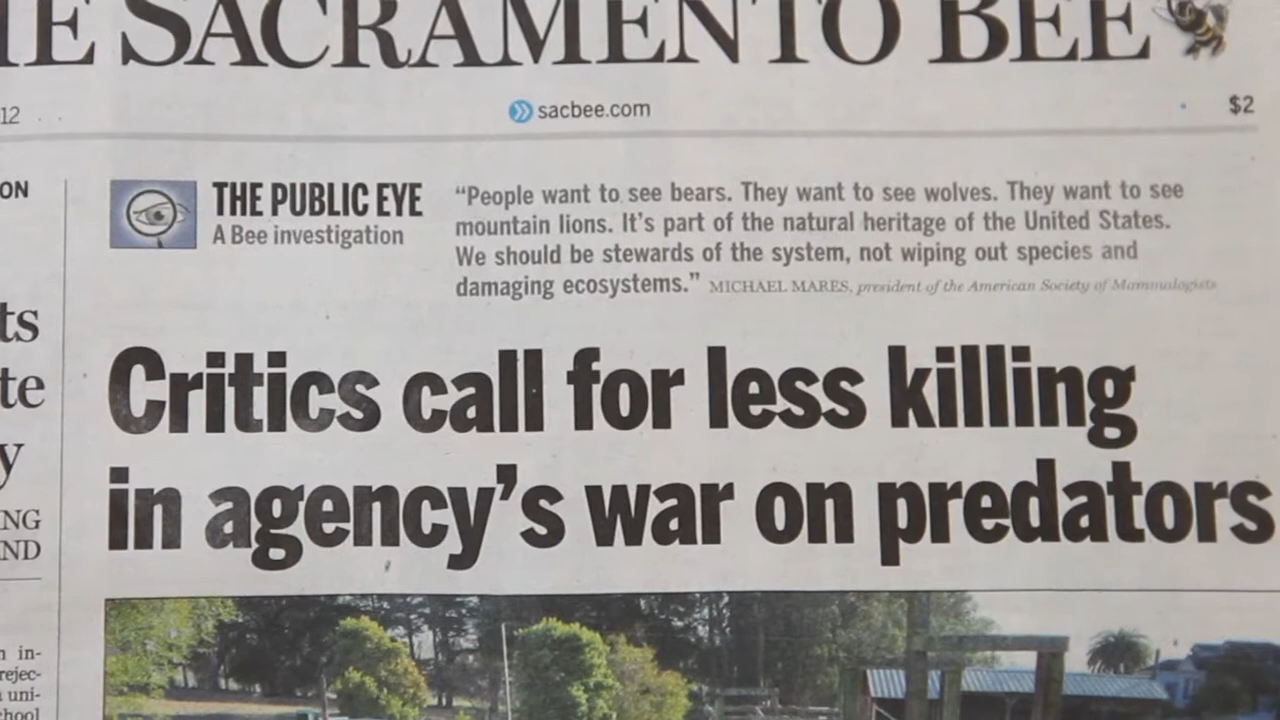 E SACRAMENTO BEE
12
sacbee.com
$2
ON
ts
te
y
NG
ND
n in-
rejec-
uni-
chool
THE PUBLIC EYE
A Bee investigation
“People want to see bears. They want to see wolves. They want to see
mountain lions. It’s part of the natural heritage of the United States.
We should be stewards of the system, not wiping out species and
damaging ecosystems.” MICHAEL MARES, president of the American Society of Mammalogists
Critics call for less killing
in agency’s war on predators